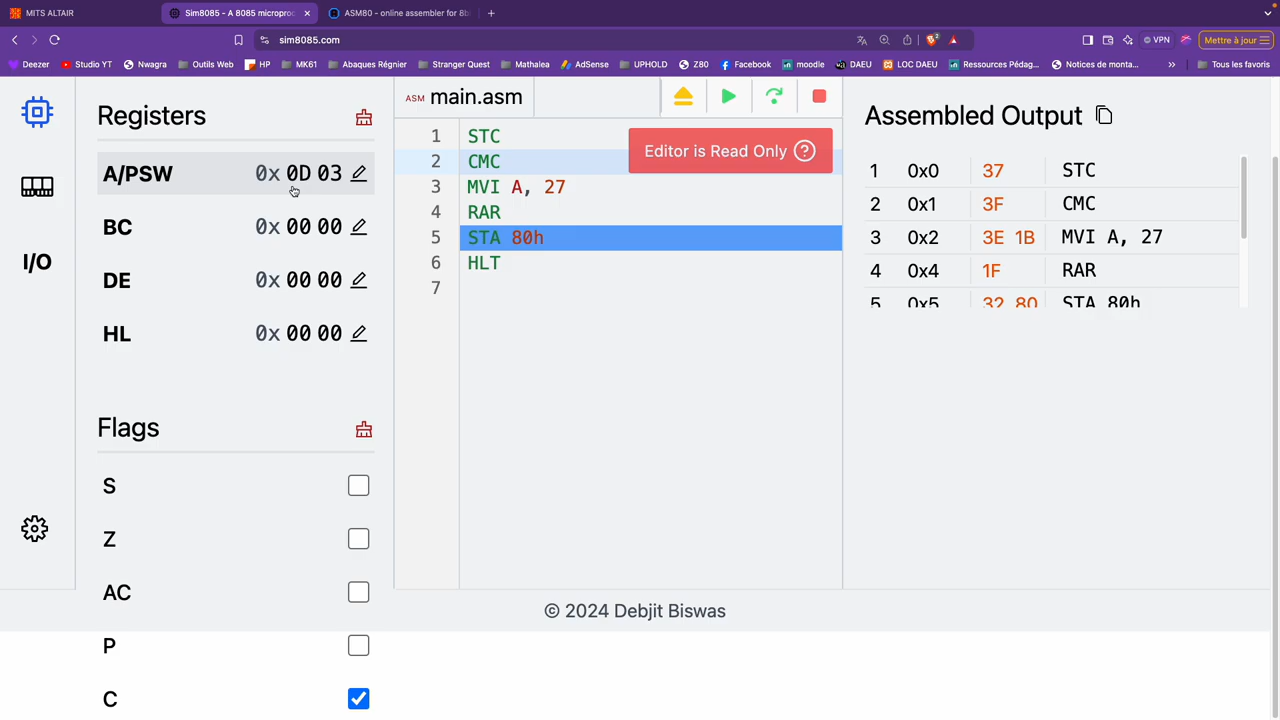 MITS ALTAIR
Sim8085 - A 8085 microproc
ASM80 - online assembler for 8b
sim8085.com
VPN
Mettre à jour
Deezer
Studio YT
Nwagra
Outils Web
HP
MK61
Abaques Régnier
Stranger Quest
Mathalea
AdSense
UPHOLD
Z80
Facebook
moodle
DAEU
LOC DAEU
Ressources Pédag...
Notices de monta...
»
Tous les favoris
I/O
Registers
A/PSW 0x 0D 03
BC 0x 00 00
DE 0x 00 00
HL 0x 00 00
Flags
S
Z
AC
P
C
ASM main.asm
1 STC
2 CMC
3 MVI A, 27
4 RAR
5 STA 80h
6 HLT
7
Editor is Read Only ?
Assembled Output
1 0x0 37 STC
2 0x1 3F CMC
3 0x2 3E 1B MVI A, 27
4 0x4 1F RAR
5 0x5 32 80 STA 80h
© 2024 Debjit Biswas